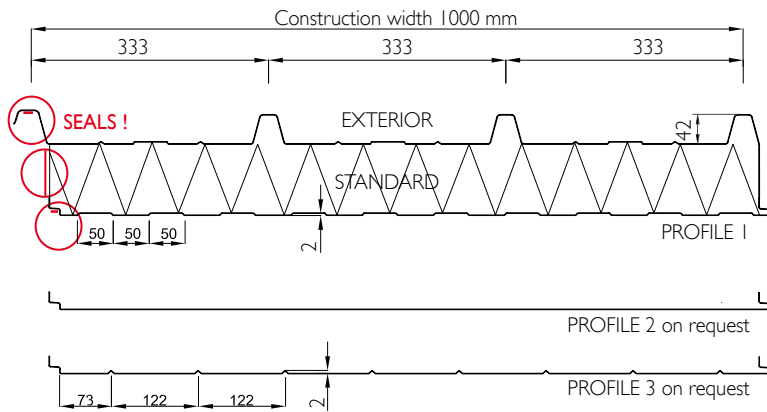 Construction width 1000 mm
333 333 333
SEALS !
EXTERIOR
42
STANDARD
50 50 50
2
PROFILE 1
PROFILE 2 on request
73 122 122
2
PROFILE 3 on request